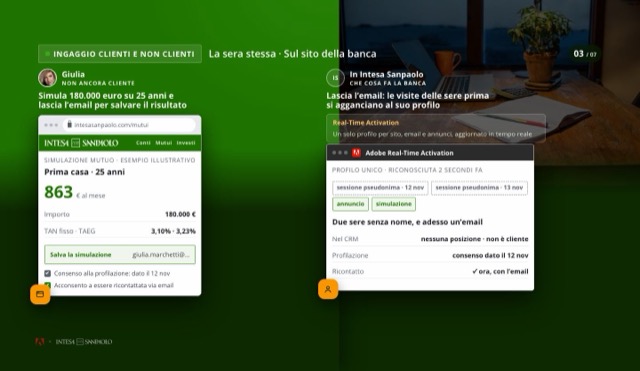 INGAGGIO CLIENTI E NON CLIENTI
La sera stessa · Sul sito della banca
03 / 07
Giulia
NON ANCORA CLIENTE
Simula 180.000 euro su 25 anni e
lascia l'email per salvare il risultato
intesasanpaolo.com/mutui
INTESA SANPAOLO
Conti Mutui Investi
SIMULAZIONE MUTUO · ESEMPIO ILLUSTRATIVO
Prima casa · 25 anni
863 € al mese
Importo 180.000 €
TAN fisso · TAEG 3,10% · 3,23%
Salva la simulazione giulia.marchetti@...
Consenso alla profilazione: dato il 12 nov
Acconsento a essere ricontattata via email
IS
In Intesa Sanpaolo
CHE COSA FA LA BANCA
Lascia l'email: le visite delle sere prima
si agganciano al suo profilo
Real-Time Activation
Un solo profilo per sito, email e annunci, aggiornato in tempo reale
Adobe Real-Time Activation
PROFILO UNICO · RICONOSCIUTA 2 SECONDI FA
sessione pseudonima · 12 nov
sessione pseudonima · 13 nov
annuncio
simulazione
Due sere senza nome, e adesso un'email
Nel CRM nessuna posizione · non è cliente
Profilazione consenso dato il 12 nov
Ricontatto ✓ ora, con l'email
INTESA SANPAOLO